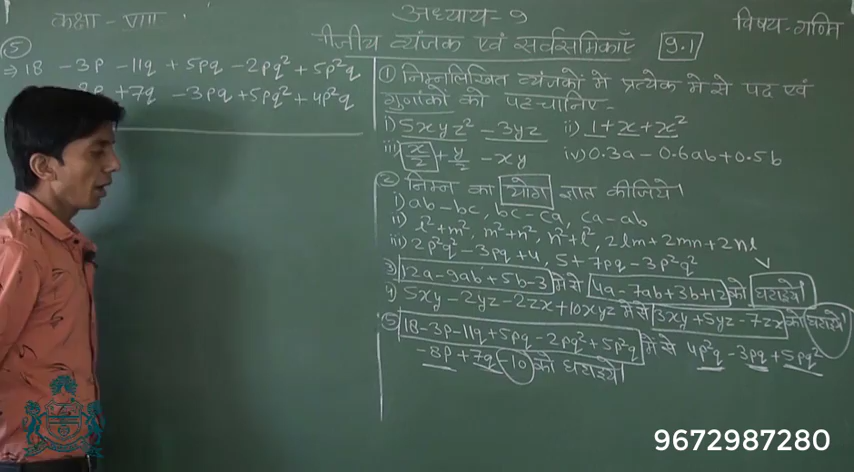 कक्षा - VIII
अध्याय - 9
विषय - गणित
बीजीय व्यंजक एवं सर्वसमिकाएँ 9.1
⑤
⇒ 18 - 3p - 11q + 5pq - 2pq² + 5p²q
8p + 7q - 3pq + 5pq² + 4p²q
① निम्नलिखित व्यंजकों में प्रत्येक मे से पद एवं
गुणांकों को पहचानिए -
i) 5xyz² - 3yz ii) 1 + x + x²
iii) x/2 + y/2 - xy iv) 0.3a - 0.6ab + 0.5b
② निम्न का योग ज्ञात कीजिये।
i) ab - bc, bc - ca, ca - ab
ii) l² + m², m² + n², n² + l², 2lm + 2mn + 2nl
iii) 2p²q² - 3pq + 4, 5 + 7pq - 3p²q²
③ 12a - 9ab + 5b - 3 में से 4a - 7ab + 3b + 12 को घटाइये।
4) 5xy - 2yz - 2zx + 10xyz में से 3xy + 5yz - 7zx को घटाइये।
⑤ 18 - 3p - 11q + 5pq - 2pq² + 5p²q में से 4p²q - 3pq + 5pq²
- 8p + 7q - 10 को घटाइये।
9672987280